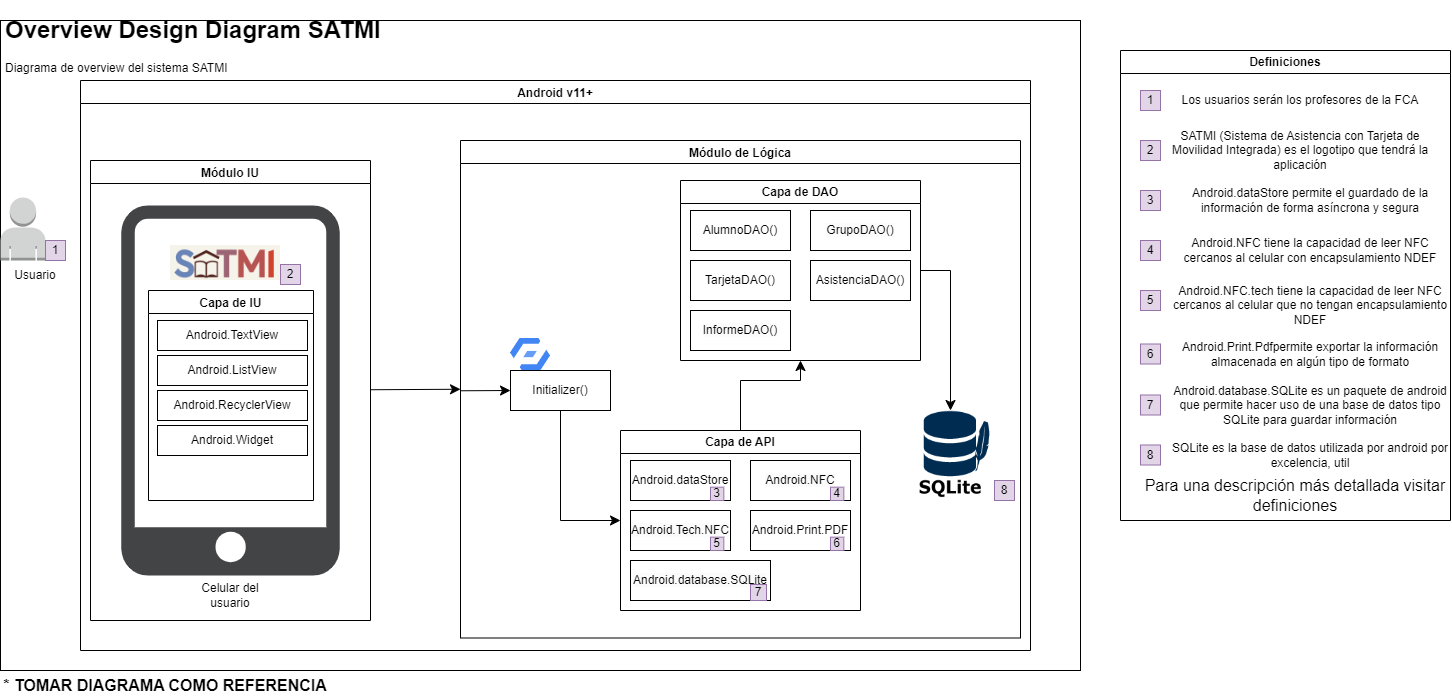 Overview Design Diagram SATMI
Diagrama de overview del sistema SATMI
Android v11+
Módulo IU
SATMI
2
Capa de IU
Android.TextView
Android.ListView
Android.RecyclerView
Android.Widget
Celular del
usuario
1
Usuario
Módulo de Lógica
Initializer()
Capa de DAO
AlumnoDAO()
GrupoDAO()
TarjetaDAO()
AsistenciaDAO()
InformeDAO()
Capa de API
Android.dataStore
3
Android.NFC
4
Android.Tech.NFC
5
Android.Print.PDF
6
Android.database.SQLite
7
SQLite
8
* TOMAR DIAGRAMA COMO REFERENCIA
Definiciones
1
Los usuarios serán los profesores de la FCA
2
SATMI (Sistema de Asistencia con Tarjeta de
Movilidad Integrada) es el logotipo que tendrá la
aplicación
3
Android.dataStore permite el guardado de la
información de forma asíncrona y segura
4
Android.NFC tiene la capacidad de leer NFC
cercanos al celular con encapsulamiento NDEF
5
Android.NFC.tech tiene la capacidad de leer NFC
cercanos al celular que no tengan encapsulamiento
NDEF
6
Android.Print.Pdfpermite exportar la información
almacenada en algún tipo de formato
7
Android.database.SQLite es un paquete de android
que permite hacer uso de una base de datos tipo
SQLite para guardar información
8
SQLite es la base de datos utilizada por android por
excelencia, util
Para una descripción más detallada visitar
definiciones